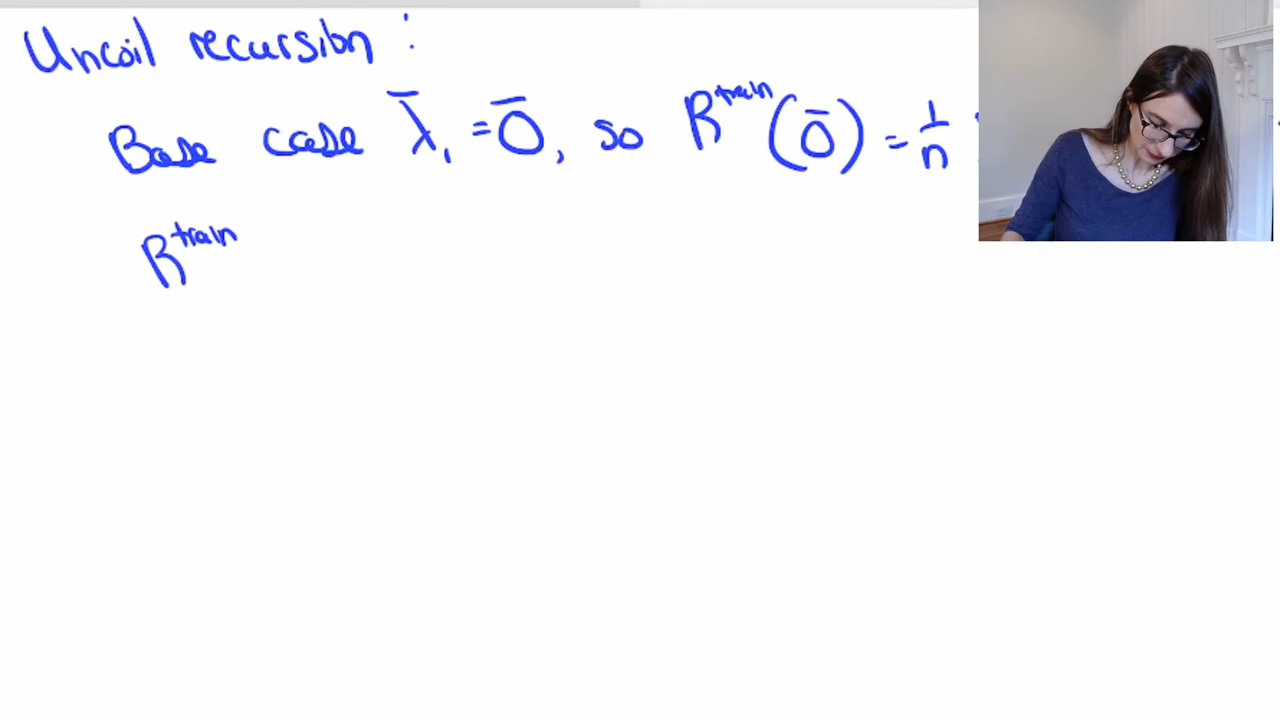 Uncoil recursion :
Base case λ̄₁ = 0̄, so R^train (0̄) = 1/n
R^train